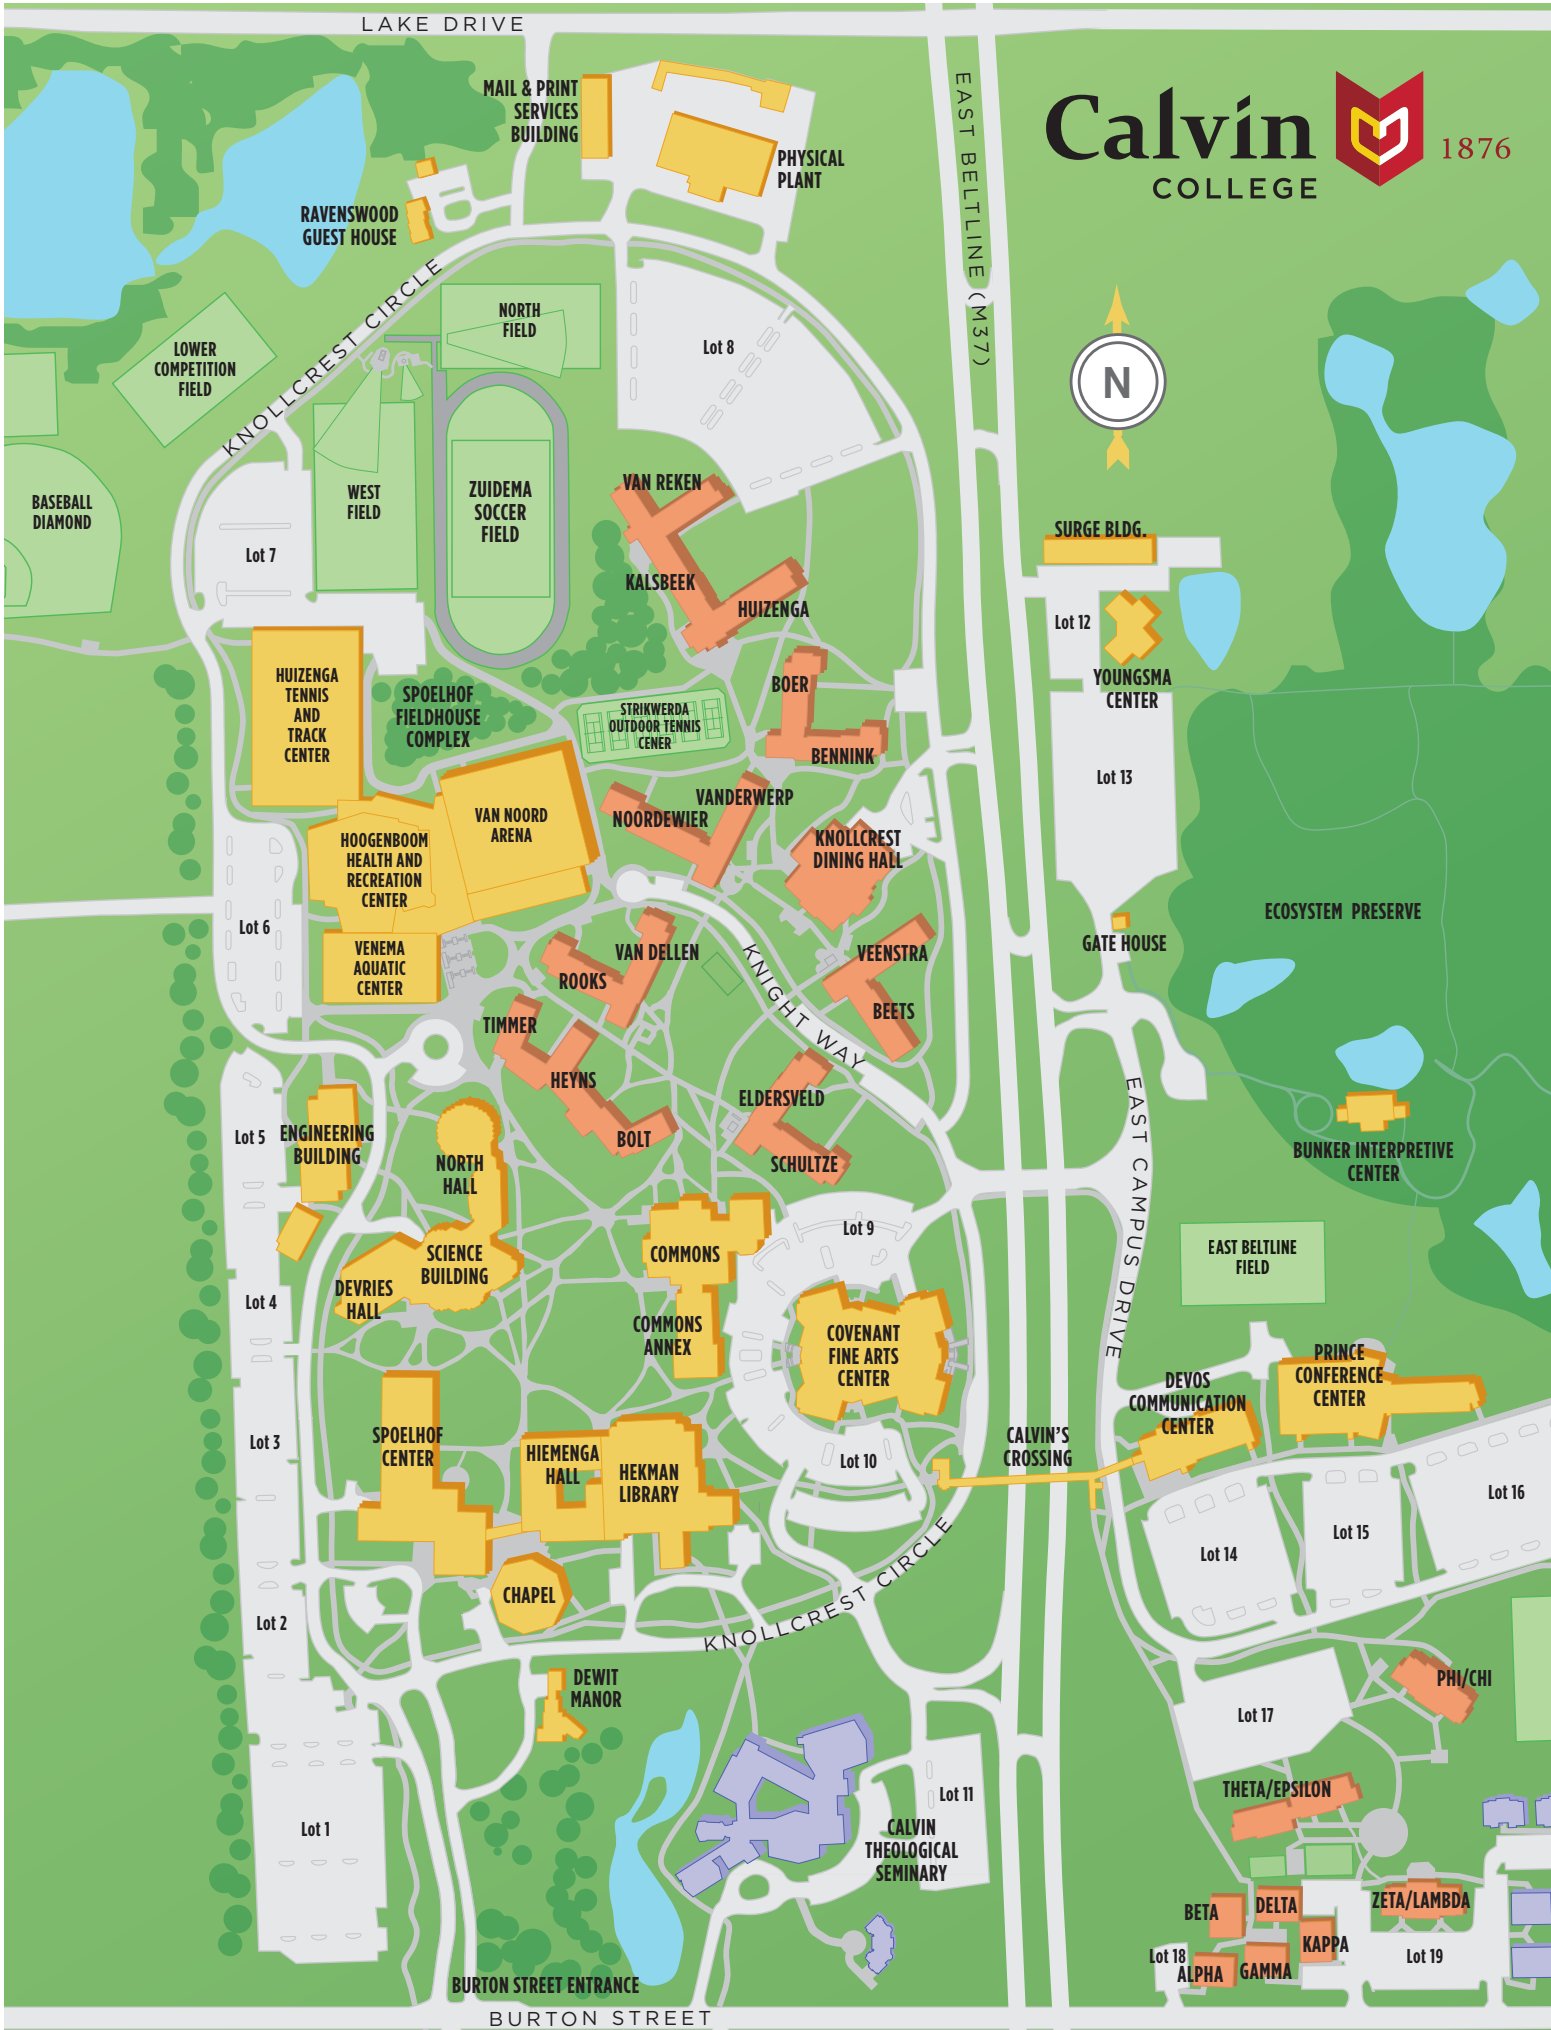 LAKE DRIVE
MAIL & PRINT
SERVICES
BUILDING
PHYSICAL
PLANT
EAST BELTLINE (M37)
Calvin
COLLEGE
1876
RAVENSWOOD
GUEST HOUSE
KNOLLCREST CIRCLE
NORTH
FIELD
LOWER
COMPETITION
FIELD
Lot 8
N
BASEBALL
DIAMOND
WEST
FIELD
ZUIDEMA
SOCCER
FIELD
VAN REKEN
Lot 7
KALSBEEK
HUIZENGA
SURGE BLDG.
Lot 12
YOUNGSMA
CENTER
HUIZENGA
TENNIS
AND
TRACK
CENTER
SPOELHOF
FIELDHOUSE
COMPLEX
STRIKWERDA
OUTDOOR TENNIS
CENER
BOER
BENNINK
Lot 13
VAN NOORD
ARENA
NOORDEWIER
VANDERWERP
KNOLLCREST
DINING HALL
HOOGENBOOM
HEALTH AND
RECREATION
CENTER
Lot 6
VENEMA
AQUATIC
CENTER
ROOKS
VAN DELLEN
KNIGHT WAY
VEENSTRA
BEETS
GATE HOUSE
ECOSYSTEM PRESERVE
TIMMER
HEYNS
BOLT
ELDERSVELD
SCHULTZE
EAST CAMPUS DRIVE
BUNKER INTERPRETIVE
CENTER
Lot 5
ENGINEERING
BUILDING
NORTH
HALL
SCIENCE
BUILDING
DEVRIES
HALL
Lot 4
COMMONS
COMMONS
ANNEX
Lot 9
COVENANT
FINE ARTS
CENTER
EAST BELTLINE
FIELD
PRINCE
CONFERENCE
CENTER
DEVOS
COMMUNICATION
CENTER
CALVIN'S
CROSSING
Lot 3
SPOELHOF
CENTER
HIEMENGA
HALL
HEKMAN
LIBRARY
Lot 10
Lot 14
Lot 15
Lot 16
CHAPEL
Lot 2
KNOLLCREST CIRCLE
DEWIT
MANOR
PHI/CHI
Lot 17
Lot 1
Lot 11
CALVIN
THEOLOGICAL
SEMINARY
THETA/EPSILON
BETA
DELTA
ZETA/LAMBDA
KAPPA
Lot 18
ALPHA
GAMMA
Lot 19
BURTON STREET ENTRANCE
BURTON STREET